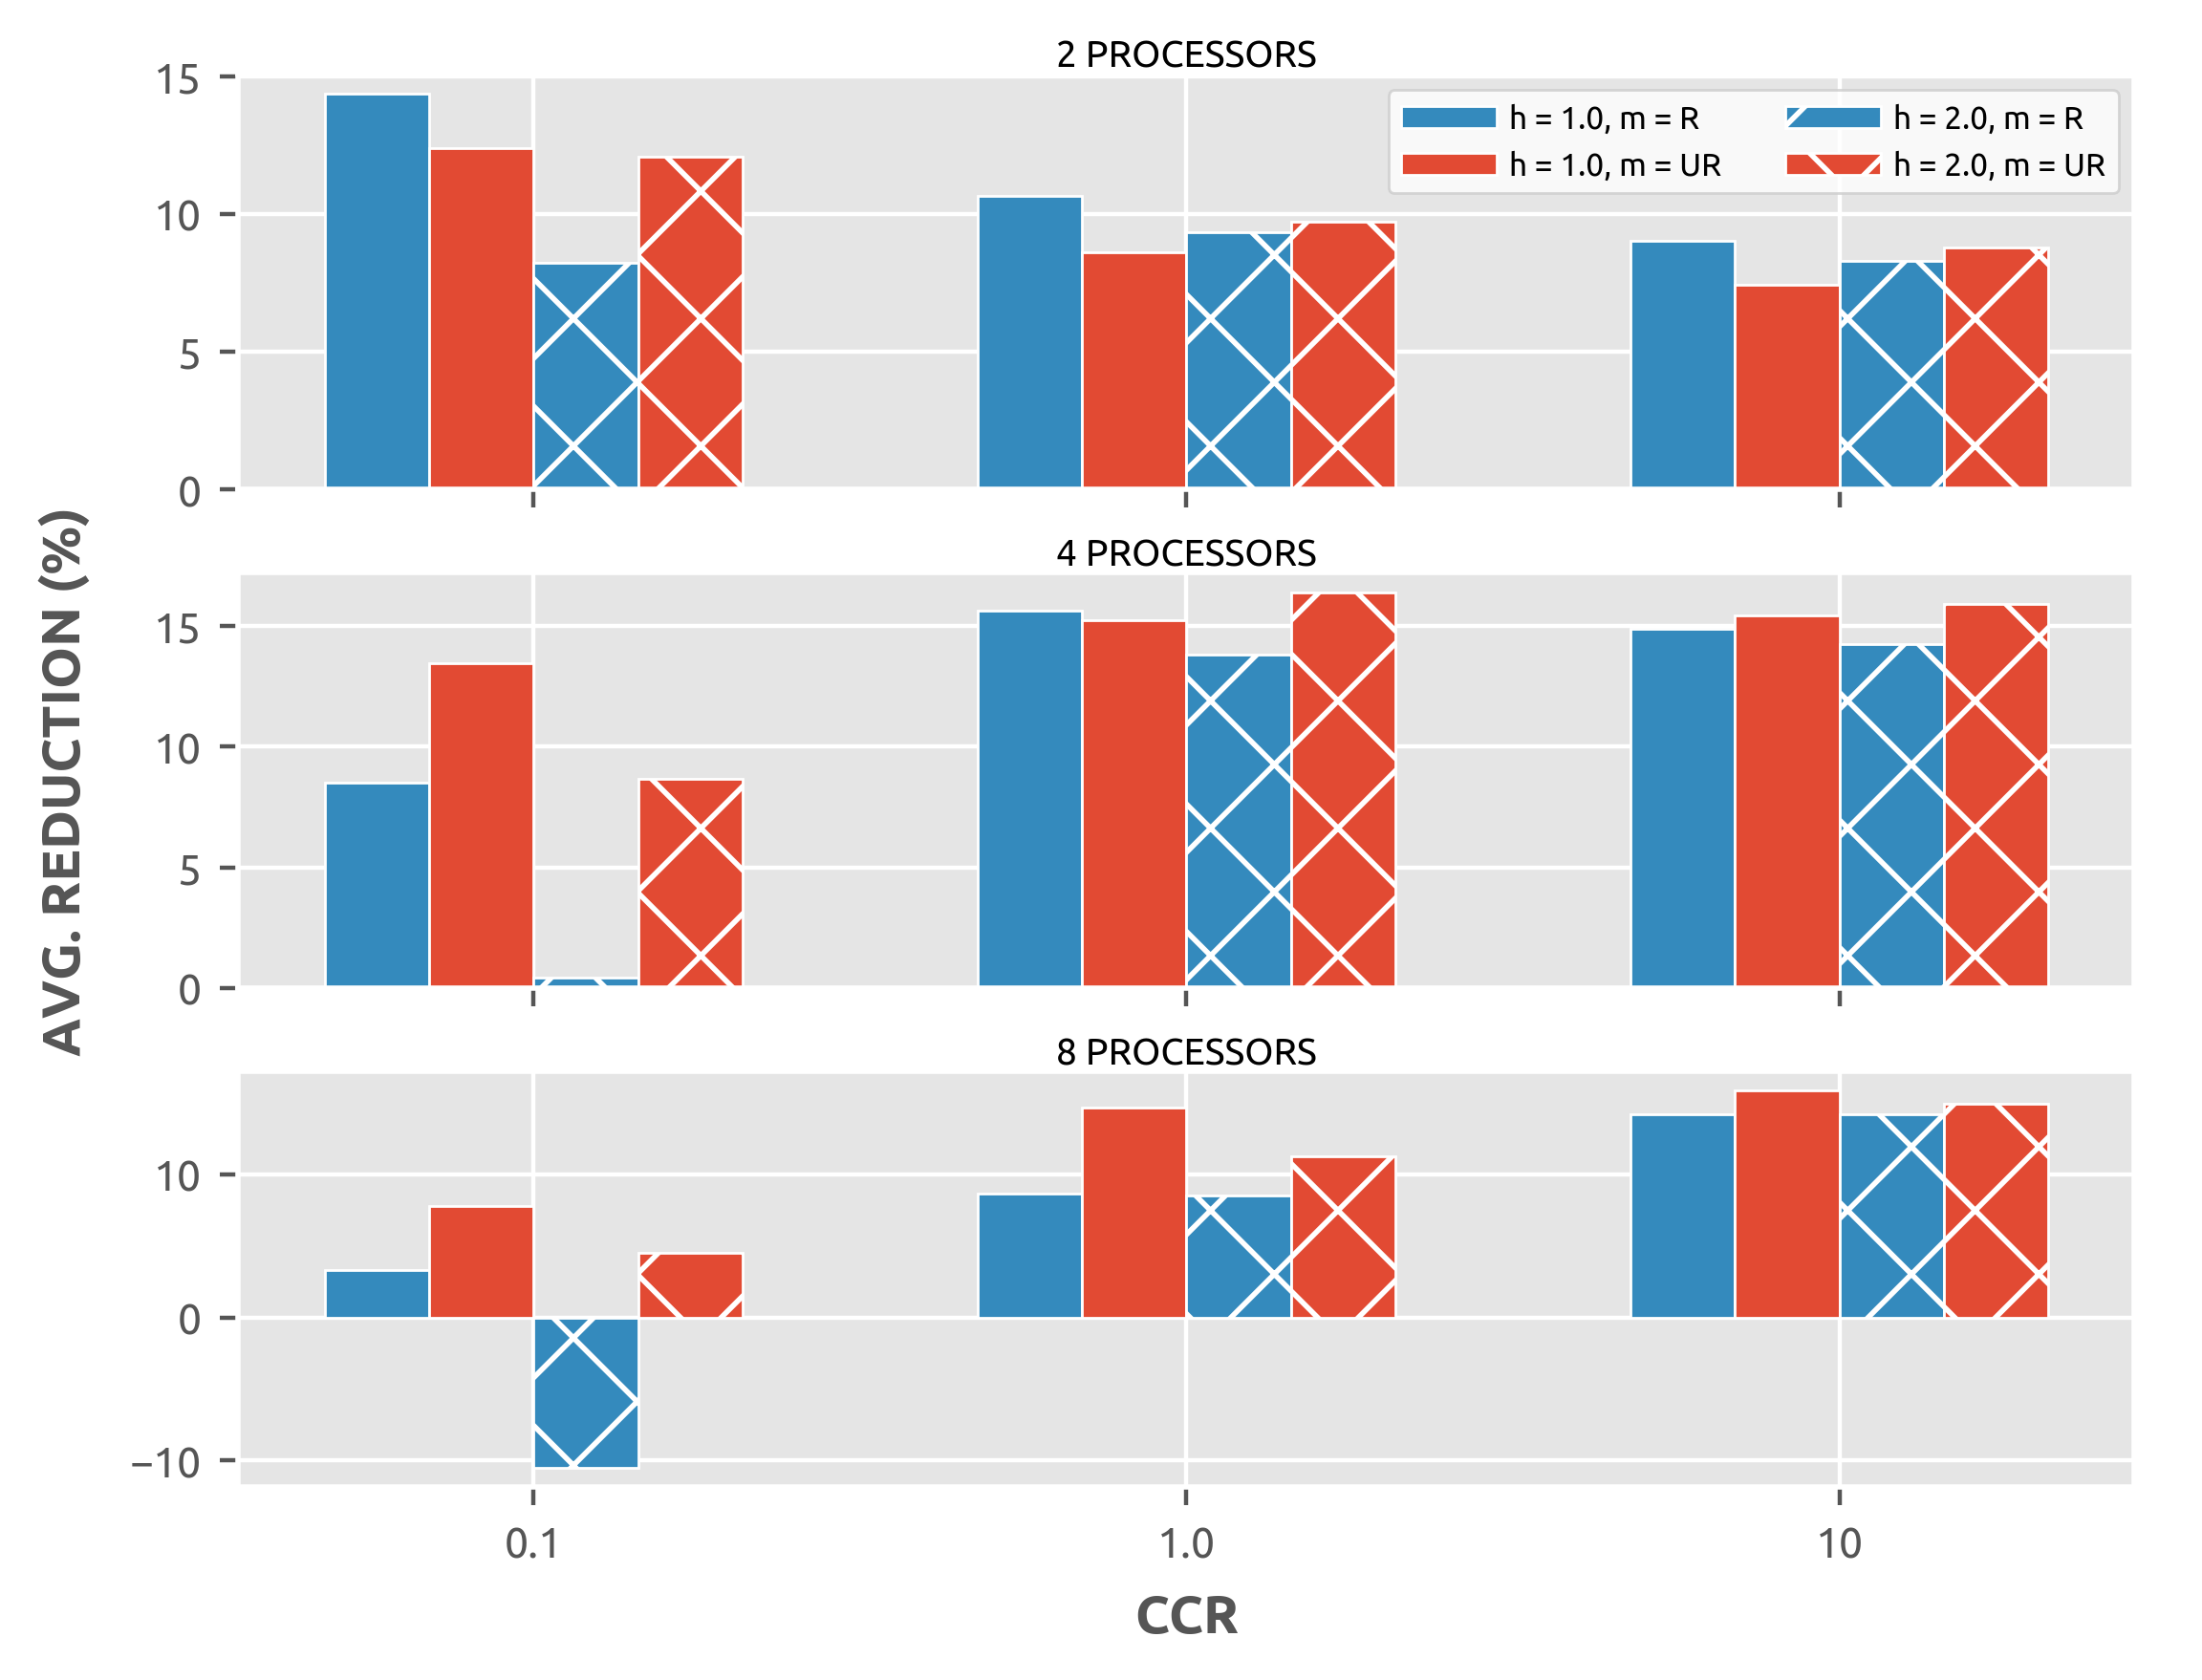 2 PROCESSORS
15
10
5
0
h = 1.0, m = R
h = 1.0, m = UR
h = 2.0, m = R
h = 2.0, m = UR
4 PROCESSORS
15
10
5
0
8 PROCESSORS
10
0
−10
0.1
1.0
10
AVG. REDUCTION (%)
CCR